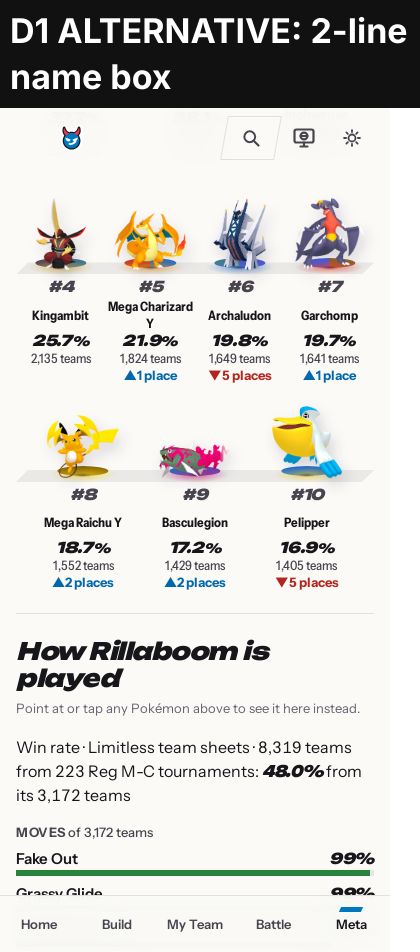 D1 ALTERNATIVE: 2-line
name box
#4 #5 #6 #7
Kingambit Mega Charizard Y Archaludon Garchomp
25.7% 21.9% 19.8% 19.7%
2,135 teams 1,824 teams 1,649 teams 1,641 teams
▲1 place ▼5 places ▲1 place
#8 #9 #10
Mega Raichu Y Basculegion Pelipper
18.7% 17.2% 16.9%
1,552 teams 1,429 teams 1,405 teams
▲2 places ▲2 places ▼5 places
How Rillaboom is
played
Point at or tap any Pokémon above to see it here instead.
Win rate · Limitless team sheets · 8,319 teams
from 223 Reg M-C tournaments: 48.0% from
its 3,172 teams
MOVES of 3,172 teams
Fake Out 99%
Grassy Glide 99%
Home Build My Team Battle Meta